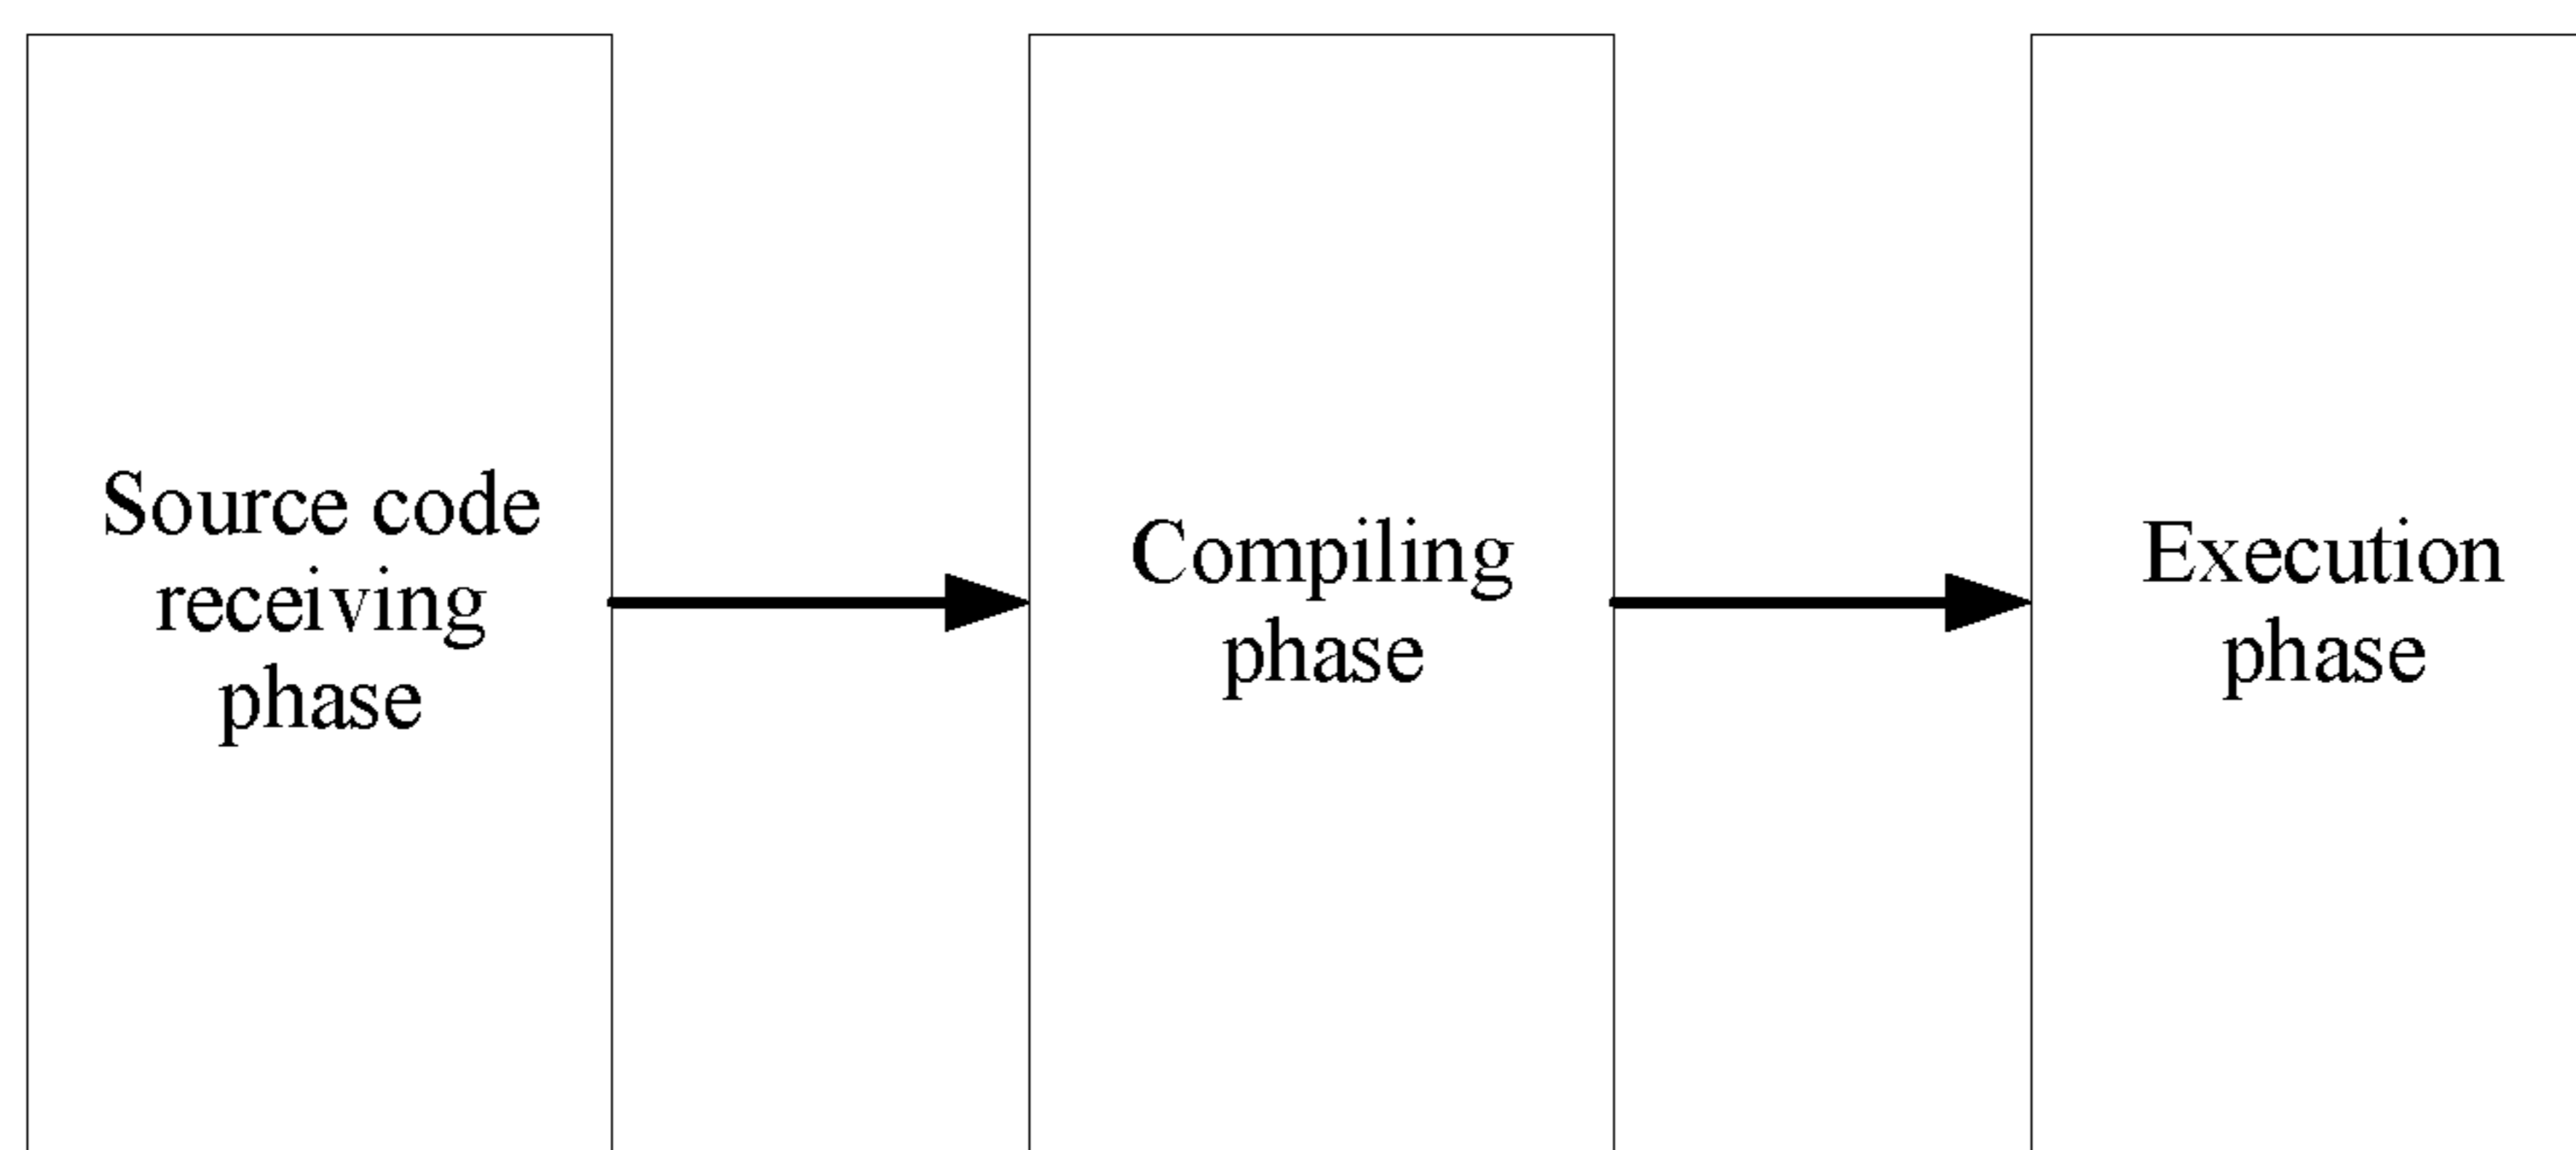 Source code
receiving
phase
Compiling
phase
Execution
phase